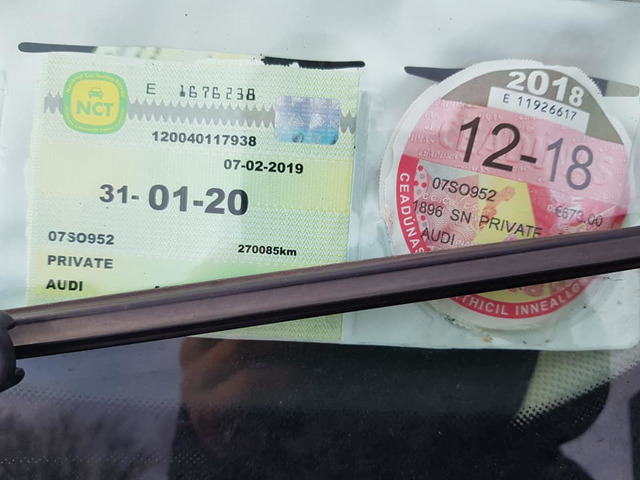 NCT
E 1676238
120040117938
07-02-2019
31-01-20
07SO952
270085km
PRIVATE
AUDI
2018
E 11926617
12-18
07SO952
1896 SN PRIVATE €673.00
AUDI
CEADÚNAS
THICIL INNEALL